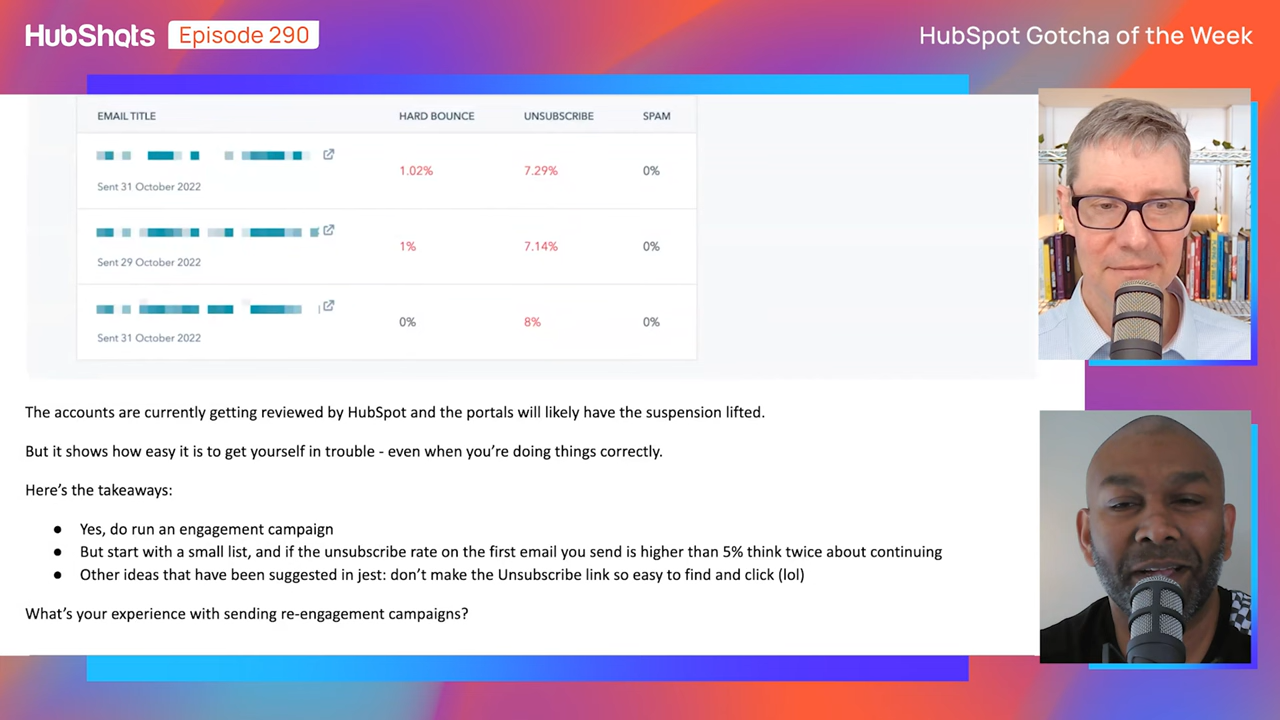 HubShots Episode 290
HubSpot Gotcha of the Week
EMAIL TITLE HARD BOUNCE UNSUBSCRIBE SPAM
1.02% 7.29% 0%
Sent 31 October 2022
1% 7.14% 0%
Sent 29 October 2022
0% 8% 0%
Sent 31 October 2022
The accounts are currently getting reviewed by HubSpot and the portals will likely have the suspension lifted.
But it shows how easy it is to get yourself in trouble - even when you're doing things correctly.
Here's the takeaways:
● Yes, do run an engagement campaign
● But start with a small list, and if the unsubscribe rate on the first email you send is higher than 5% think twice about continuing
● Other ideas that have been suggested in jest: don't make the Unsubscribe link so easy to find and click (lol)
What's your experience with sending re-engagement campaigns?